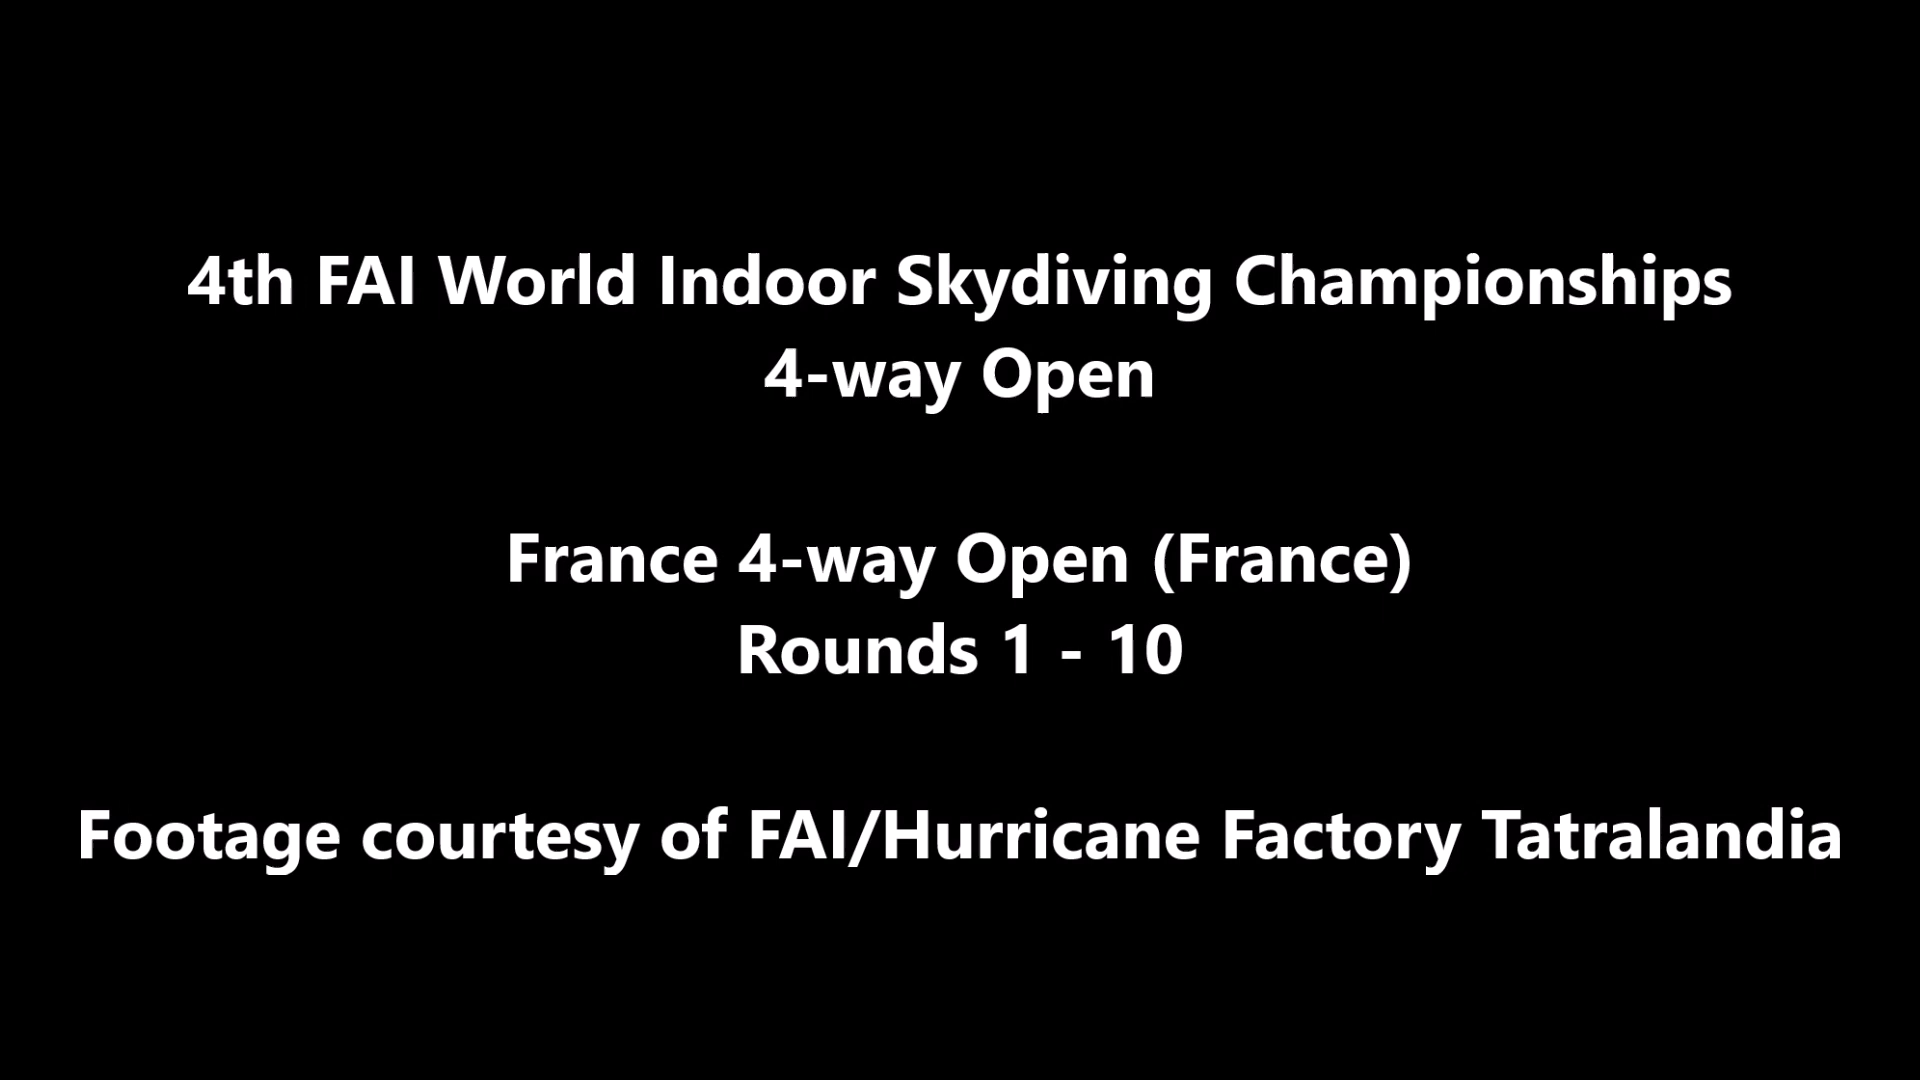 4th FAI World Indoor Skydiving Championships
4-way Open
France 4-way Open (France)
Rounds 1 - 10
Footage courtesy of FAI/Hurricane Factory Tatralandia